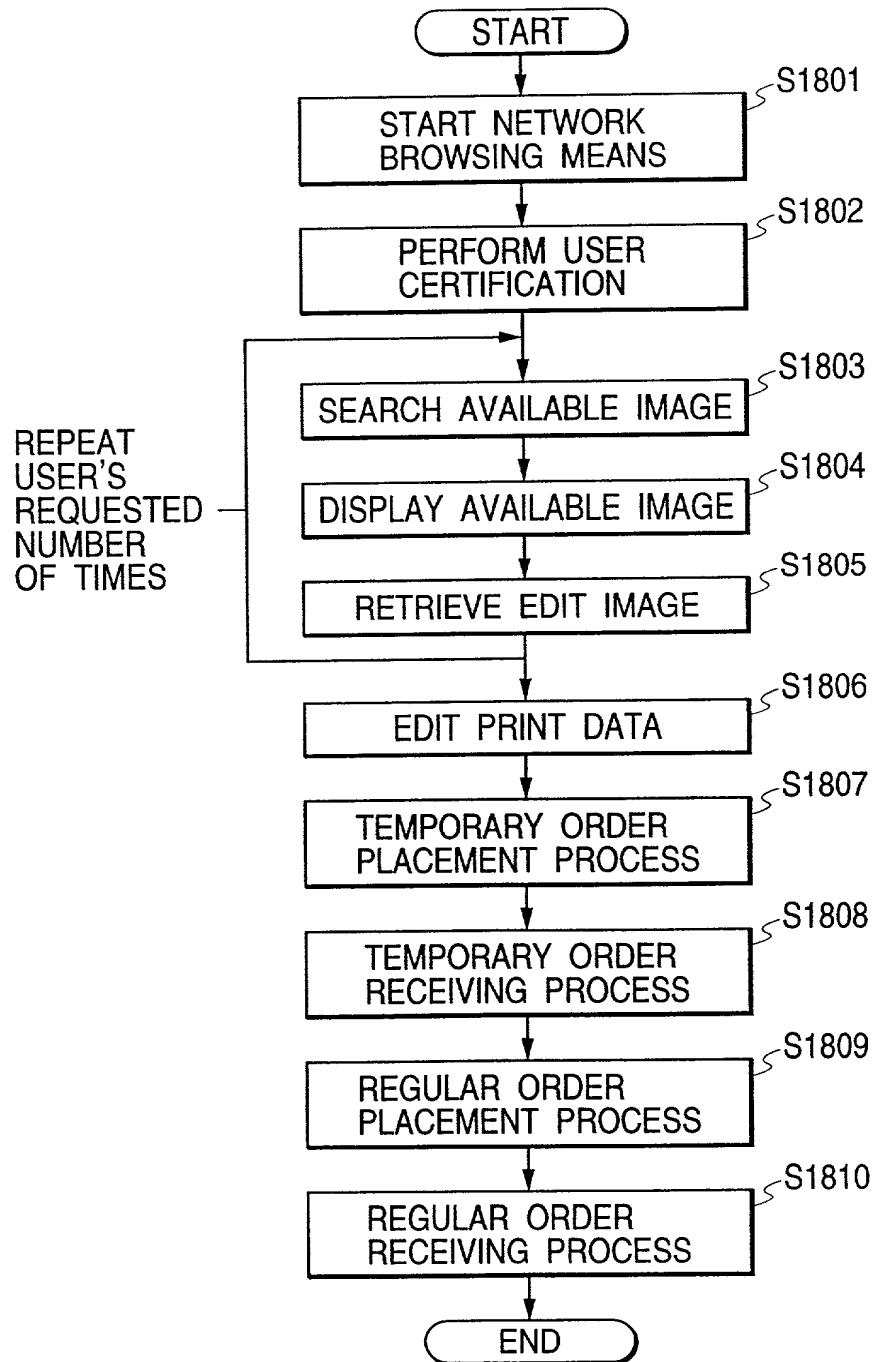 START
S1801
START NETWORK
BROWSING MEANS
S1802
PERFORM USER
CERTIFICATION
S1803
SEARCH AVAILABLE IMAGE
REPEAT
USER'S
REQUESTED
NUMBER
OF TIMES
S1804
DISPLAY AVAILABLE IMAGE
S1805
RETRIEVE EDIT IMAGE
S1806
EDIT PRINT DATA
S1807
TEMPORARY ORDER
PLACEMENT PROCESS
S1808
TEMPORARY ORDER
RECEIVING PROCESS
S1809
REGULAR ORDER
PLACEMENT PROCESS
S1810
REGULAR ORDER
RECEIVING PROCESS
END